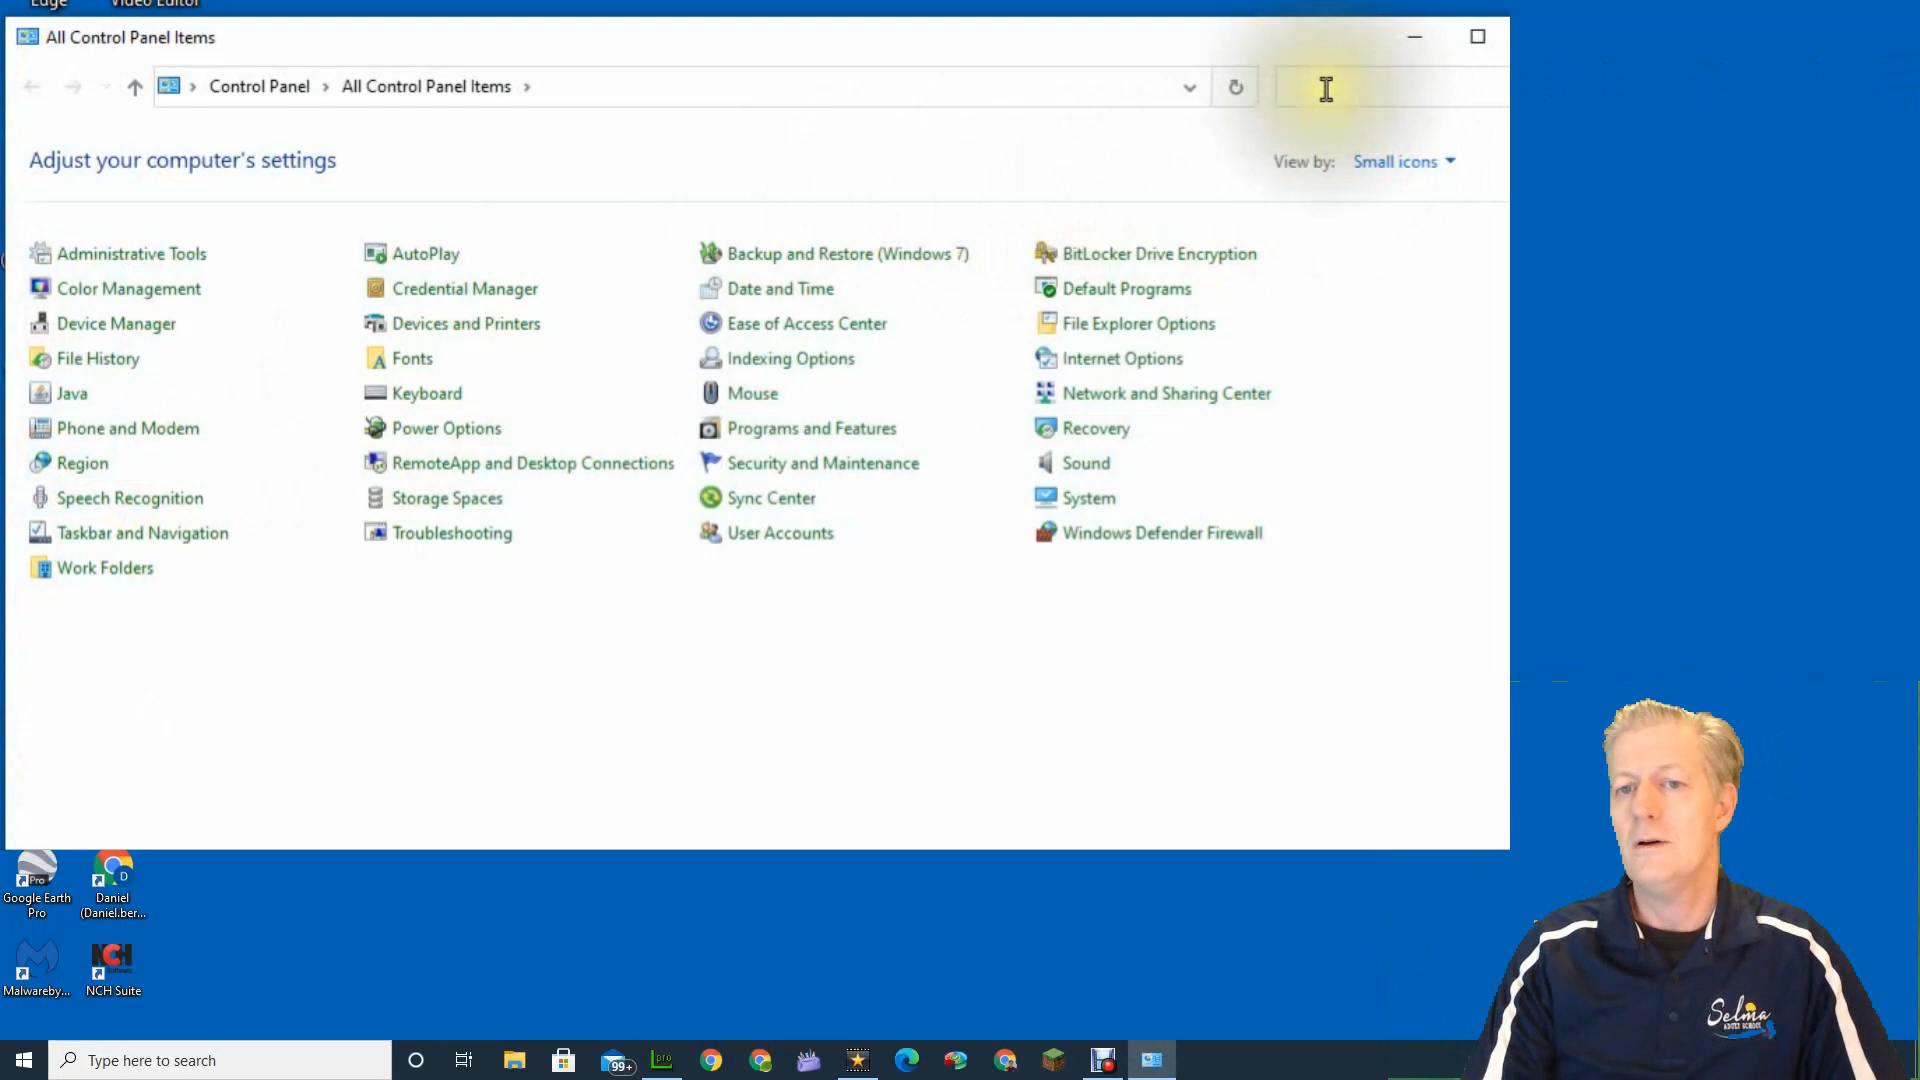 Edge Video Editor
All Control Panel Items
Control Panel All Control Panel Items
Adjust your computer's settings
View by: Small icons
Administrative Tools AutoPlay Backup and Restore (Windows 7) BitLocker Drive Encryption
Color Management Credential Manager Date and Time Default Programs
Device Manager Devices and Printers Ease of Access Center File Explorer Options
File History Fonts Indexing Options Internet Options
Java Keyboard Mouse Network and Sharing Center
Phone and Modem Power Options Programs and Features Recovery
Region RemoteApp and Desktop Connections Security and Maintenance Sound
Speech Recognition Storage Spaces Sync Center System
Taskbar and Navigation Troubleshooting User Accounts Windows Defender Firewall
Work Folders
Pro
D
Google Earth Daniel
Pro (Daniel.ber...
NCH
Malwareby... NCH Suite
Selma
ADULT SCHOOL
Type here to search
99+
pro